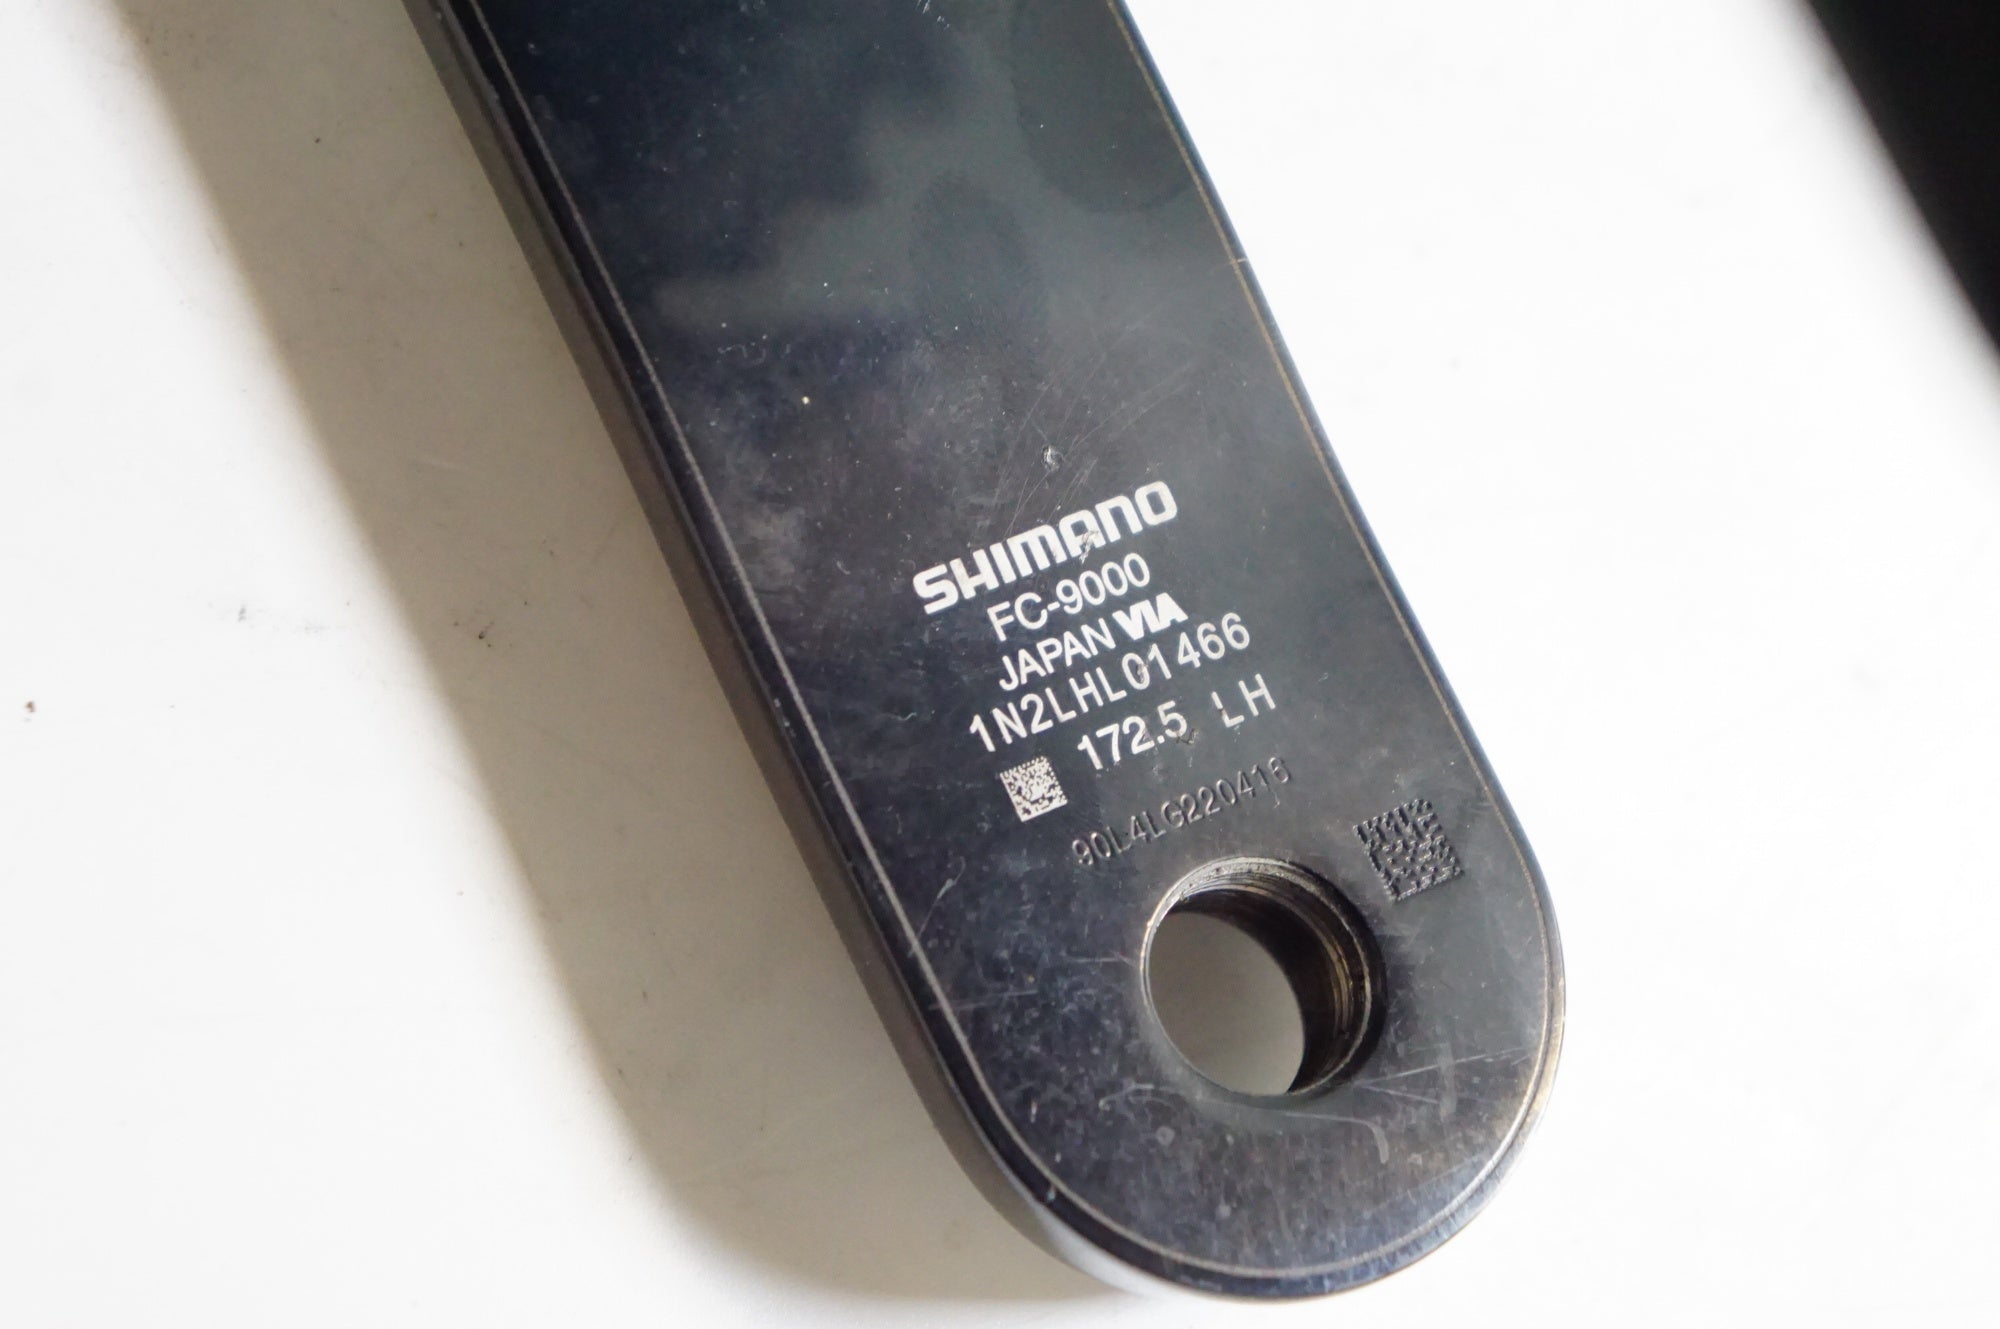 SHIMANO
FC-9000
JAPAN VIA
1N2LHL01466
172.5 LH
90L4LG220416